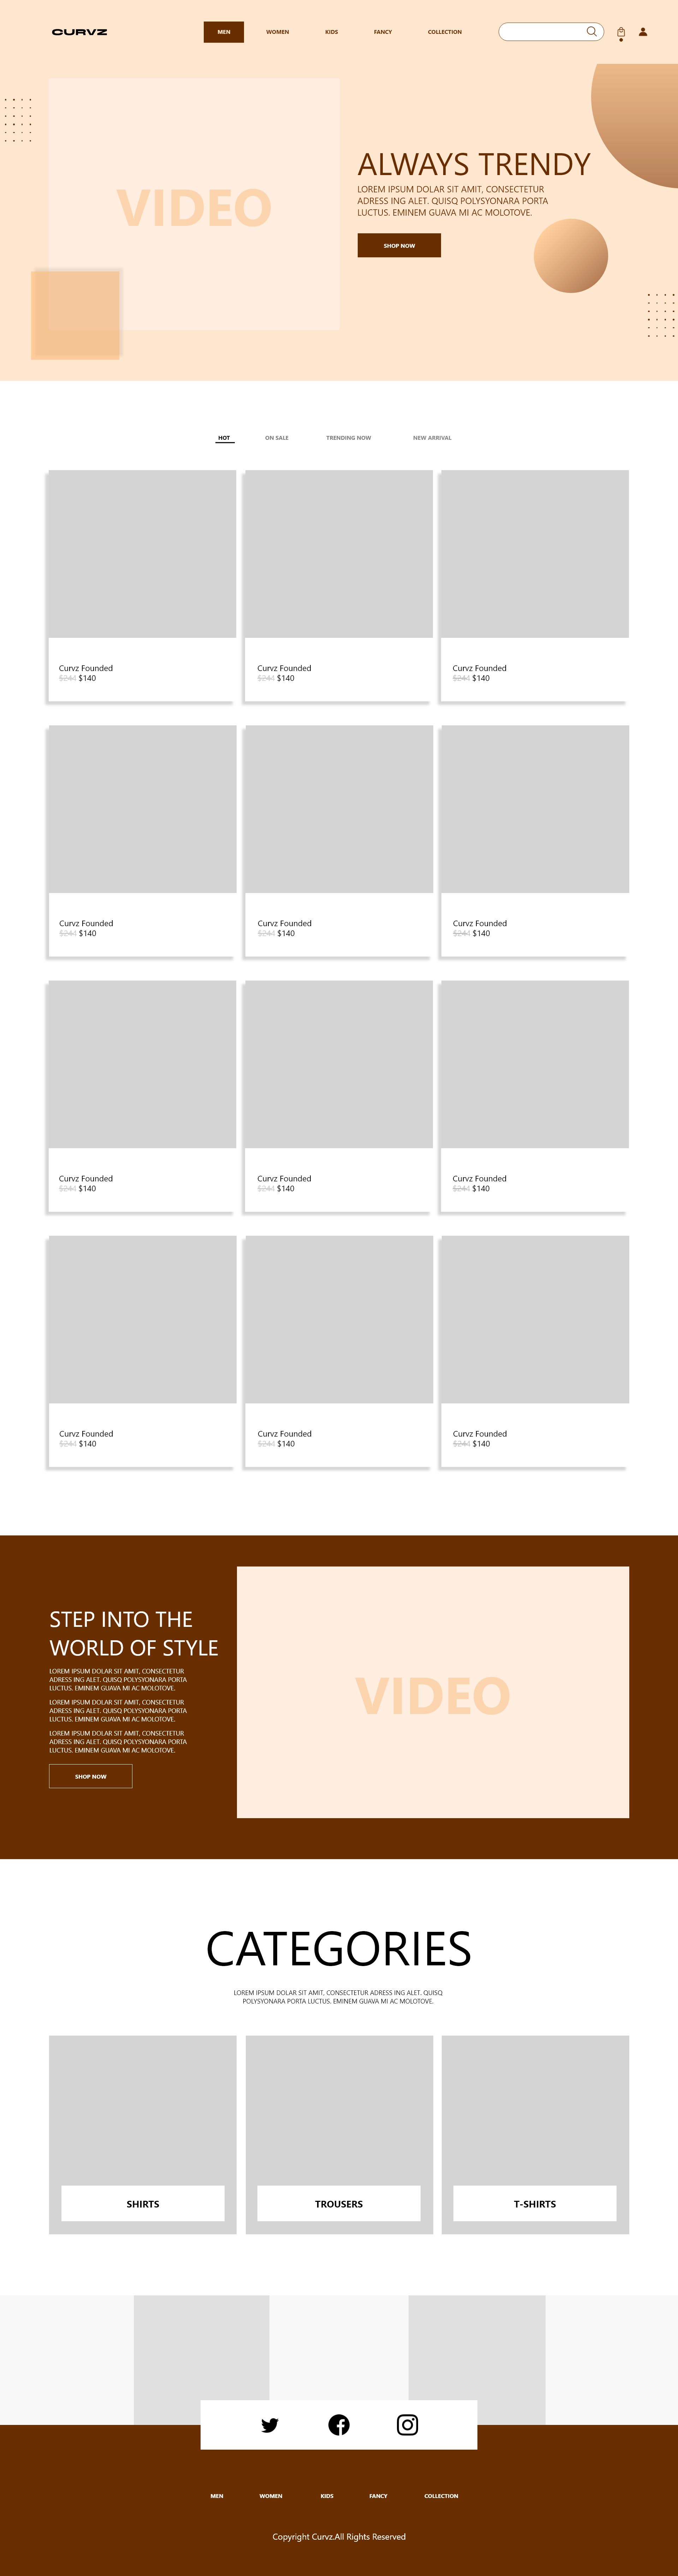 CURVZ MEN WOMEN KIDS FANCY COLLECTION
VIDEO
ALWAYS TRENDY
LOREM IPSUM DOLAR SIT AMIT, CONSECTETUR
ADRESS ING ALET. QUISQ POLYSYONARA PORTA
LUCTUS. EMINEM GUAVA MI AC MOLOTOVE.
SHOP NOW
HOT ON SALE TRENDING NOW NEW ARRIVAL
Curvz Founded Curvz Founded Curvz Founded
$244 $140 $244 $140 $244 $140
Curvz Founded Curvz Founded Curvz Founded
$244 $140 $244 $140 $244 $140
Curvz Founded Curvz Founded Curvz Founded
$244 $140 $244 $140 $244 $140
Curvz Founded Curvz Founded Curvz Founded
$244 $140 $244 $140 $244 $140
STEP INTO THE
WORLD OF STYLE
LOREM IPSUM DOLAR SIT AMIT, CONSECTETUR
ADRESS ING ALET. QUISQ POLYSYONARA PORTA
LUCTUS. EMINEM GUAVA MI AC MOLOTOVE.
LOREM IPSUM DOLAR SIT AMIT, CONSECTETUR
ADRESS ING ALET. QUISQ POLYSYONARA PORTA
LUCTUS. EMINEM GUAVA MI AC MOLOTOVE.
LOREM IPSUM DOLAR SIT AMIT, CONSECTETUR
ADRESS ING ALET. QUISQ POLYSYONARA PORTA
LUCTUS. EMINEM GUAVA MI AC MOLOTOVE.
SHOP NOW
VIDEO
CATEGORIES
LOREM IPSUM DOLAR SIT AMIT, CONSECTETUR ADRESS ING ALET. QUISQ
POLYSYONARA PORTA LUCTUS. EMINEM GUAVA MI AC MOLOTOVE.
SHIRTS TROUSERS T-SHIRTS
MEN WOMEN KIDS FANCY COLLECTION
Copyright Curvz.All Rights Reserved